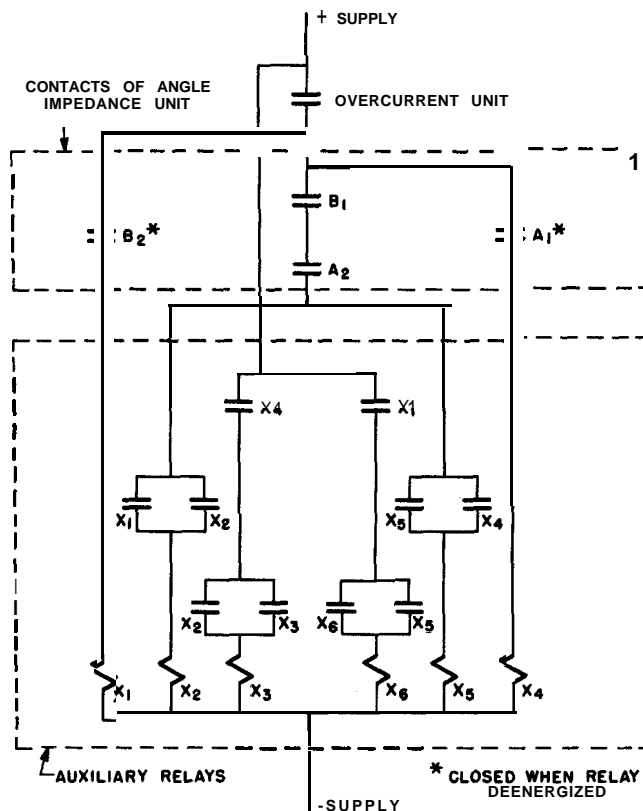 + SUPPLY
CONTACTS OF ANGLE
IMPEDANCE UNIT
OVERCURRENT UNIT
1
B1
B2*
A1*
A2
X4
X1
X1
X2
X5
X4
X2
X3
X6
X5
X1
X2
X3
X6
X5
X4
AUXILIARY RELAYS
* CLOSED WHEN RELAY
DEENERGIZED
-SUPPLY